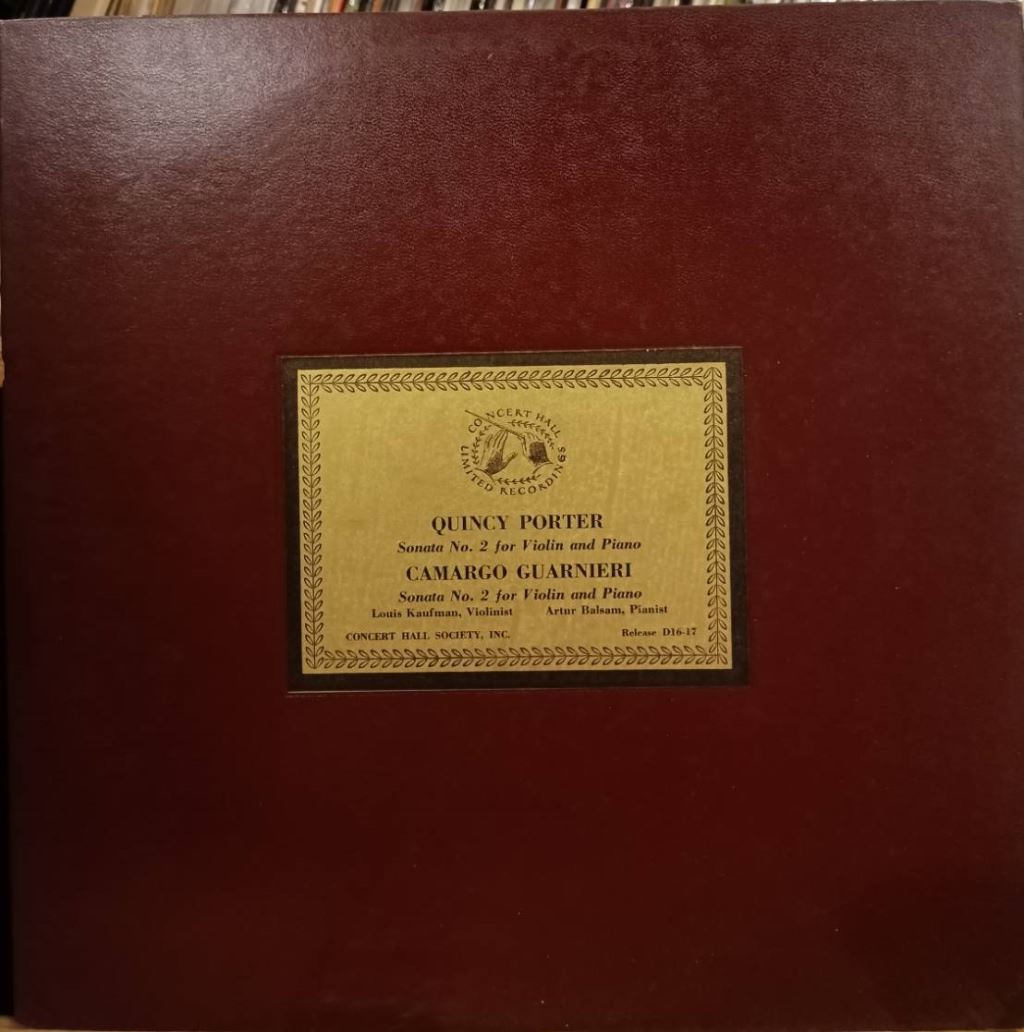 CONCERT HALL
LIMITED RECORDINGS
QUINCY PORTER
Sonata No. 2 for Violin and Piano
CAMARGO GUARNIERI
Sonata No. 2 for Violin and Piano
Louis Kaufman, Violinist Artur Balsam, Pianist
CONCERT HALL SOCIETY, INC. Release D16-17